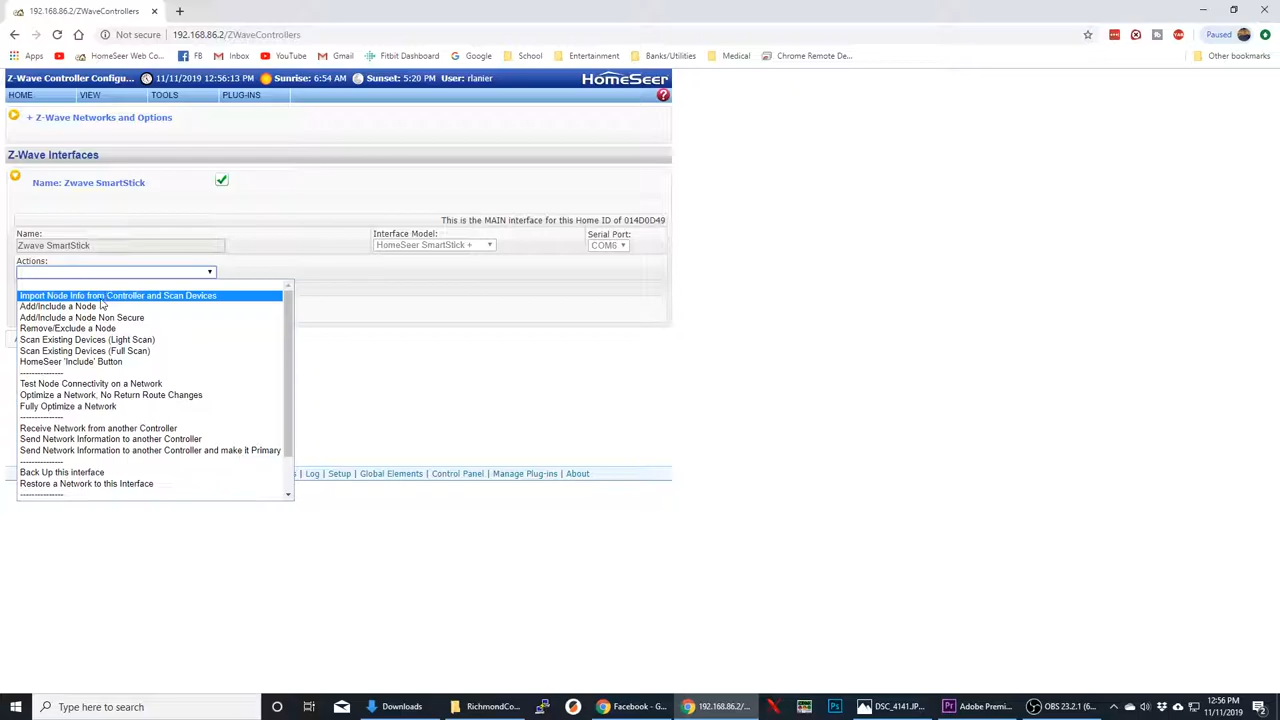 192.168.86.2/ZWaveControllers
Not secure | 192.168.86.2/ZWaveControllers
Paused
Apps HomeSeer Web Co... FB Inbox YouTube Gmail Fitbit Dashboard Google School Entertainment Banks/Utilities Medical Chrome Remote De... Other bookmarks
Z-Wave Controller Configu... 11/11/2019 12:56:13 PM Sunrise: 6:54 AM Sunset: 5:20 PM User: rlanier HomeSeer
HOME VIEW TOOLS PLUG-INS
+ Z-Wave Networks and Options
Z-Wave Interfaces
Name: Zwave SmartStick
This is the MAIN interface for this Home ID of 014D0D49
Name: Interface Model: Serial Port:
Zwave SmartStick HomeSeer SmartStick + COM6
Actions:
Import Node Info from Controller and Scan Devices
Add/Include a Node
Add/Include a Node Non Secure
Remove/Exclude a Node
Scan Existing Devices (Light Scan)
Scan Existing Devices (Full Scan)
HomeSeer 'Include' Button
---------------
Test Node Connectivity on a Network
Optimize a Network, No Return Route Changes
Fully Optimize a Network
---------------
Receive Network from another Controller
Send Network Information to another Controller
Send Network Information to another Controller and make it Primary
---------------
Back Up this interface
Restore a Network to this Interface
---------------
| Log | Setup | Global Elements | Control Panel | Manage Plug-ins | About
Type here to search
Downloads
RichmondCo...
Facebook - G...
192.168.86.2/...
DSC_4141.JP...
Adobe Premi...
OBS 23.2.1 (6...
12:56 PM
11/11/2019